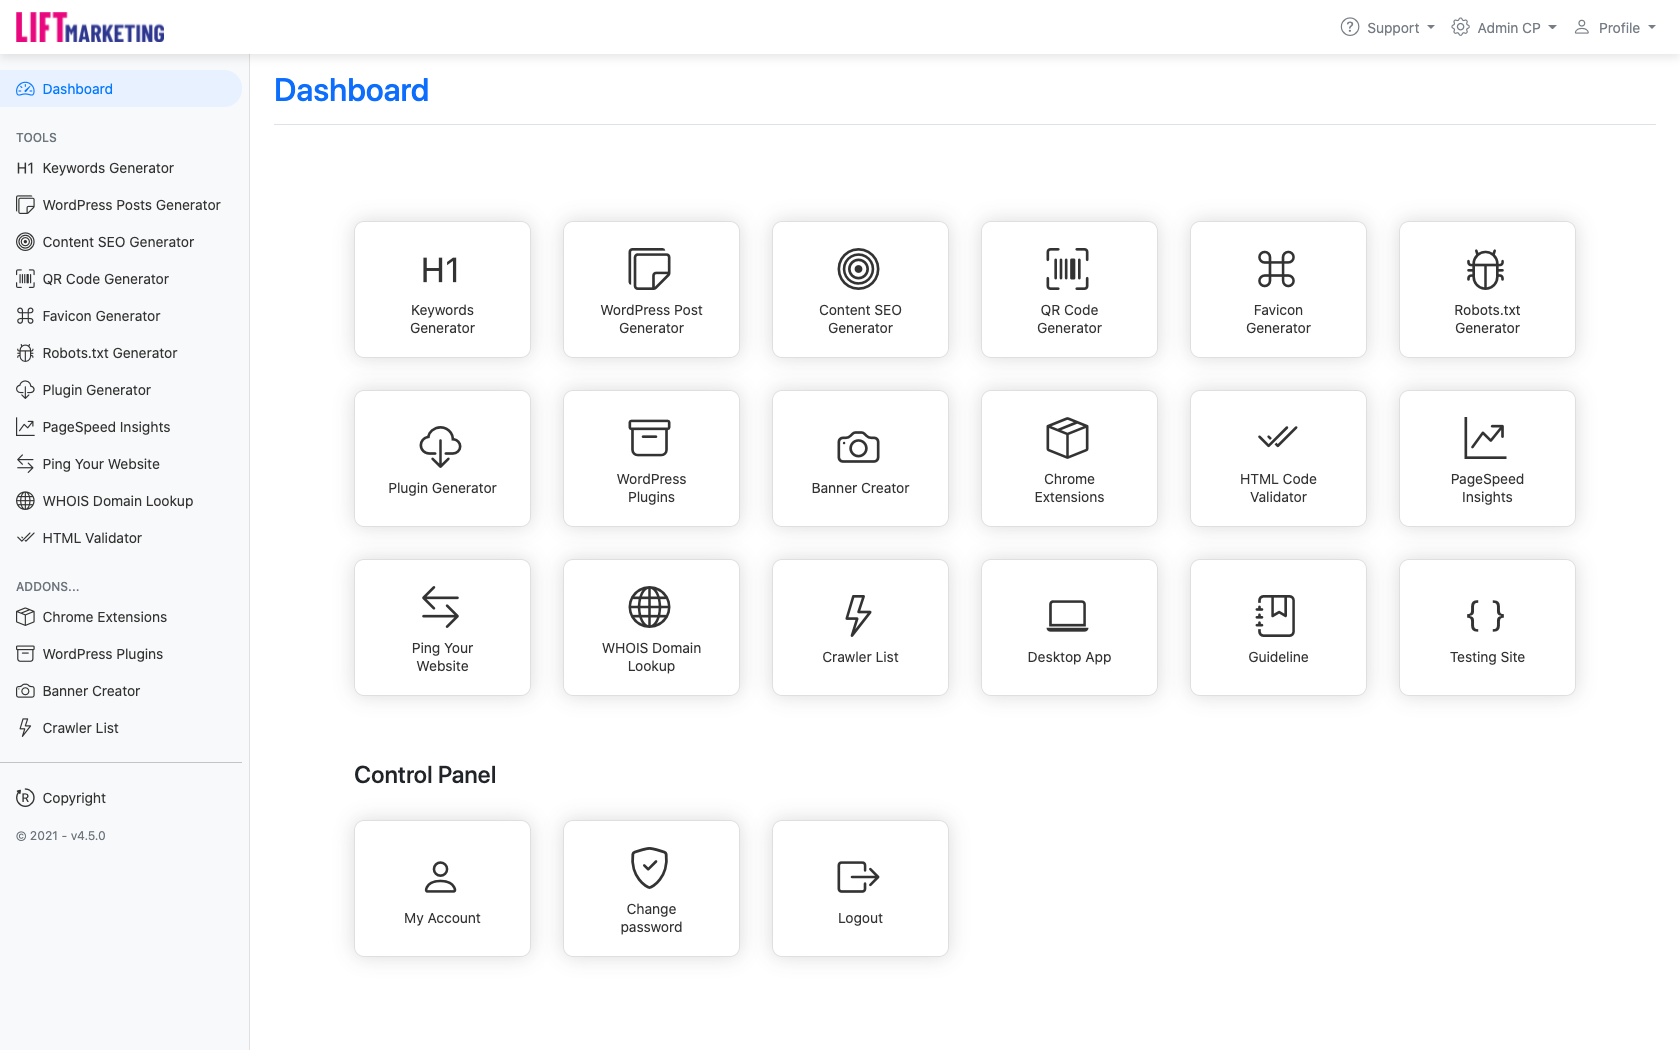 LIFTMARKETING
Support
Admin CP
Profile
Dashboard
TOOLS
H1 Keywords Generator
WordPress Posts Generator
Content SEO Generator
QR Code Generator
Favicon Generator
Robots.txt Generator
Plugin Generator
PageSpeed Insights
Ping Your Website
WHOIS Domain Lookup
HTML Validator
ADDONS...
Chrome Extensions
WordPress Plugins
Banner Creator
Crawler List
Copyright
© 2021 - v4.5.0
Dashboard
H1
Keywords
Generator
WordPress Post
Generator
Content SEO
Generator
QR Code
Generator
Favicon
Generator
Robots.txt
Generator
Plugin Generator
WordPress
Plugins
Banner Creator
Chrome
Extensions
HTML Code
Validator
PageSpeed
Insights
Ping Your
Website
WHOIS Domain
Lookup
Crawler List
Desktop App
Guideline
{ }
Testing Site
Control Panel
My Account
Change
password
Logout